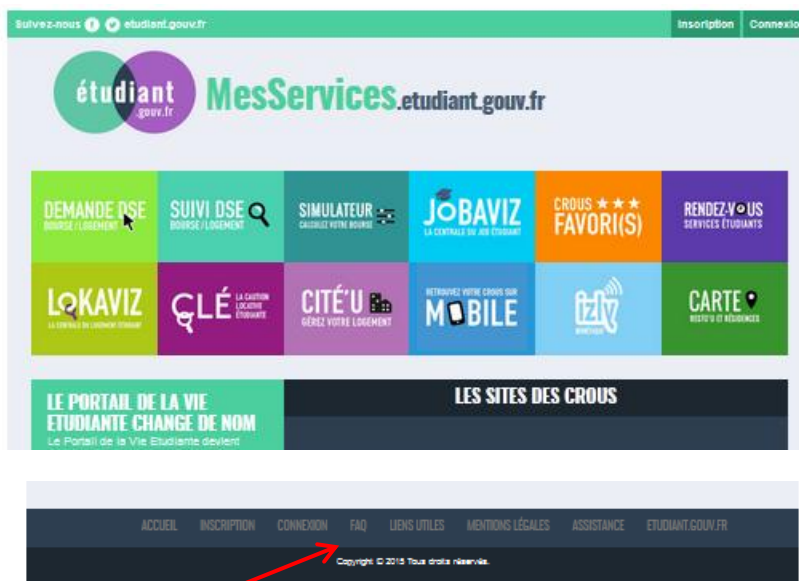 Suivez-nous etudiant.gouv.fr
Inscription Connexio
étudiant
.gouv.fr
MesServices.etudiant.gouv.fr
DEMANDE DSE
BOURSE/LOGEMENT
SUIVI DSE
BOURSE/LOGEMENT
SIMULATEUR
CALCULEZ VOTRE BOURSE
JOBAVIZ
LA CENTRALE DU JOB ÉTUDIANT
CROUS
FAVORI(S)
RENDEZ-VOUS
SERVICES ÉTUDIANTS
LOKAVIZ
LA CENTRALE DU LOGEMENT ÉTUDIANT
CLÉ
LA CAUTION
LOCATIVE
ÉTUDIANTE
CITÉ'U
GÉREZ VOTRE LOGEMENT
RETROUVEZ VOTRE CROUS SUR
MOBILE
izly
CARTE
RESTO'U ET RÉSIDENCES
LE PORTAIL DE LA VIE
ETUDIANTE CHANGE DE NOM
Le Portail de la Vie Etudiante devient
LES SITES DES CROUS
ACCUEIL INSCRIPTION CONNEXION FAQ LIENS UTILES MENTIONS LÉGALES ASSISTANCE ETUDIANT.GOUV.FR
Copyright © 2015 Tous droits réservés.